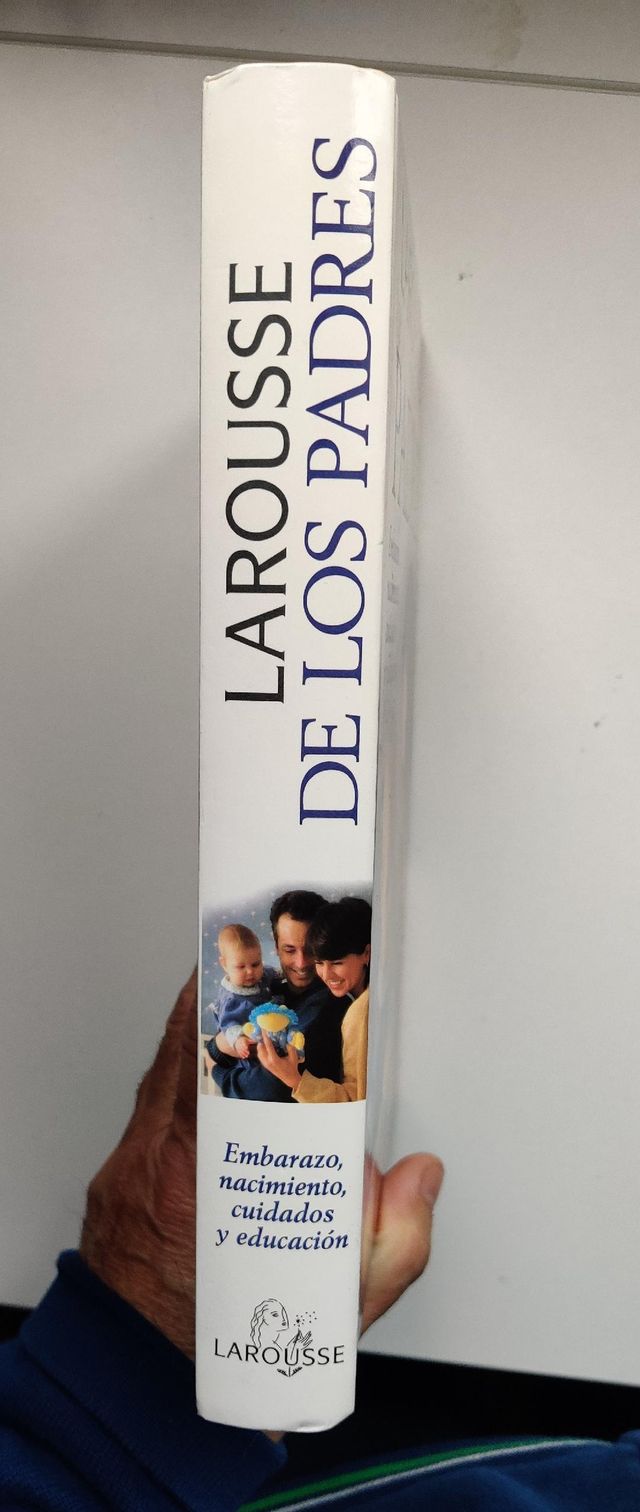 LAROUSSE
DE LOS PADRES
Embarazo,
nacimiento,
cuidados
y educación
LAROUSSE